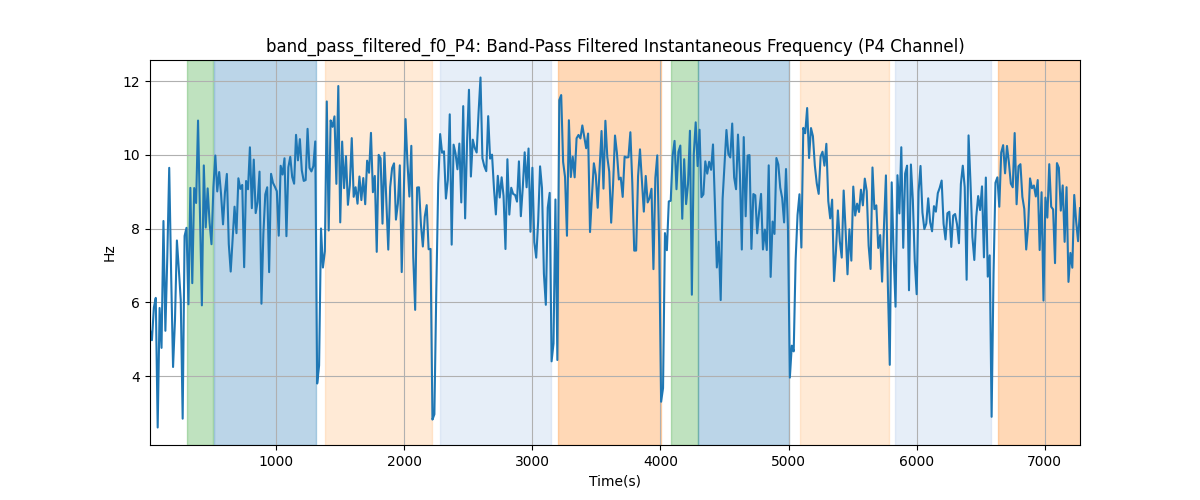 band_pass_filtered_f0_P4: Band-Pass Filtered Instantaneous Frequency (P4 Channel)
12
10
8
6
4
Hz
1000 2000 3000 4000 5000 6000 7000
Time(s)